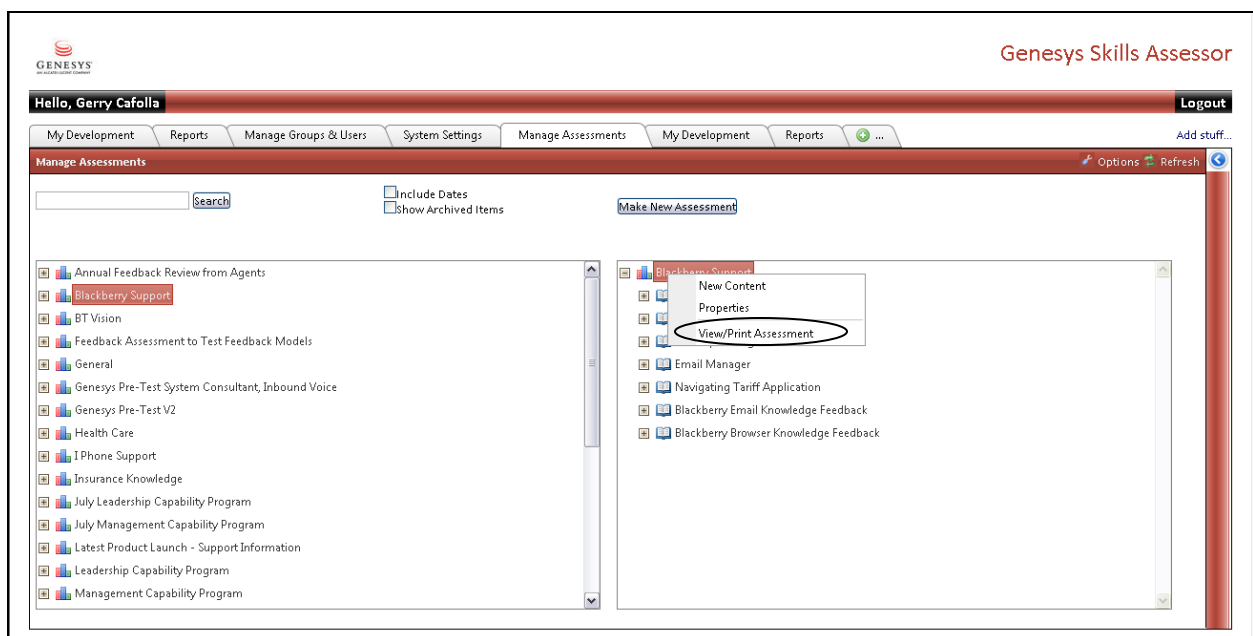 GENESYS
AN ALCATEL-LUCENT COMPANY
Genesys Skills Assessor
Hello, Gerry Cafolla
Logout
My Development Reports Manage Groups & Users System Settings Manage Assessments My Development Reports ... Add stuff...
Manage Assessments Options Refresh
Search
Include Dates
Show Archived Items
Make New Assessment
Annual Feedback Review from Agents
Blackberry Support
BT Vision
Feedback Assessment to Test Feedback Models
General
Genesys Pre-Test System Consultant, Inbound Voice
Genesys Pre-Test V2
Health Care
I Phone Support
Insurance Knowledge
July Leadership Capability Program
July Management Capability Program
Latest Product Launch - Support Information
Leadership Capability Program
Management Capability Program
Blackberry Support
New Content
Properties
View/Print Assessment
Email Manager
Navigating Tariff Application
Blackberry Email Knowledge Feedback
Blackberry Browser Knowledge Feedback